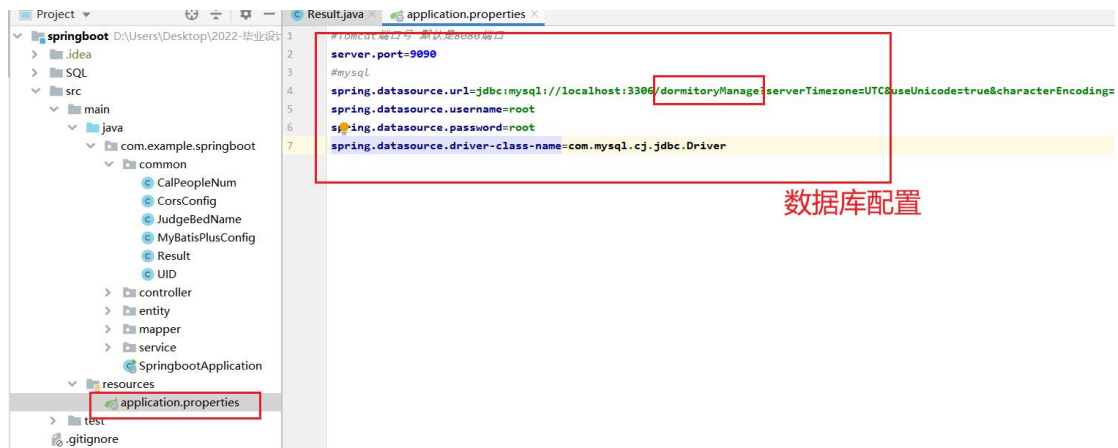 Project
Result.java
application.properties
springboot D:\Users\Desktop\2022-毕业设
.idea
SQL
src
main
java
com.example.springboot
common
CalPeopleNum
CorsConfig
JudgeBedName
MyBatisPlusConfig
Result
UID
controller
entity
mapper
service
SpringbootApplication
resources
application.properties
test
.gitignore
1 #Tomcat端口号 默认是8080端口
2 server.port=9090
3 #mysql
4 spring.datasource.url=jdbc:mysql://localhost:3306/dormitoryManage?serverTimezone=UTC&useUnicode=true&characterEncoding=
5 spring.datasource.username=root
6 spring.datasource.password=root
7 spring.datasource.driver-class-name=com.mysql.cj.jdbc.Driver
数据库配置